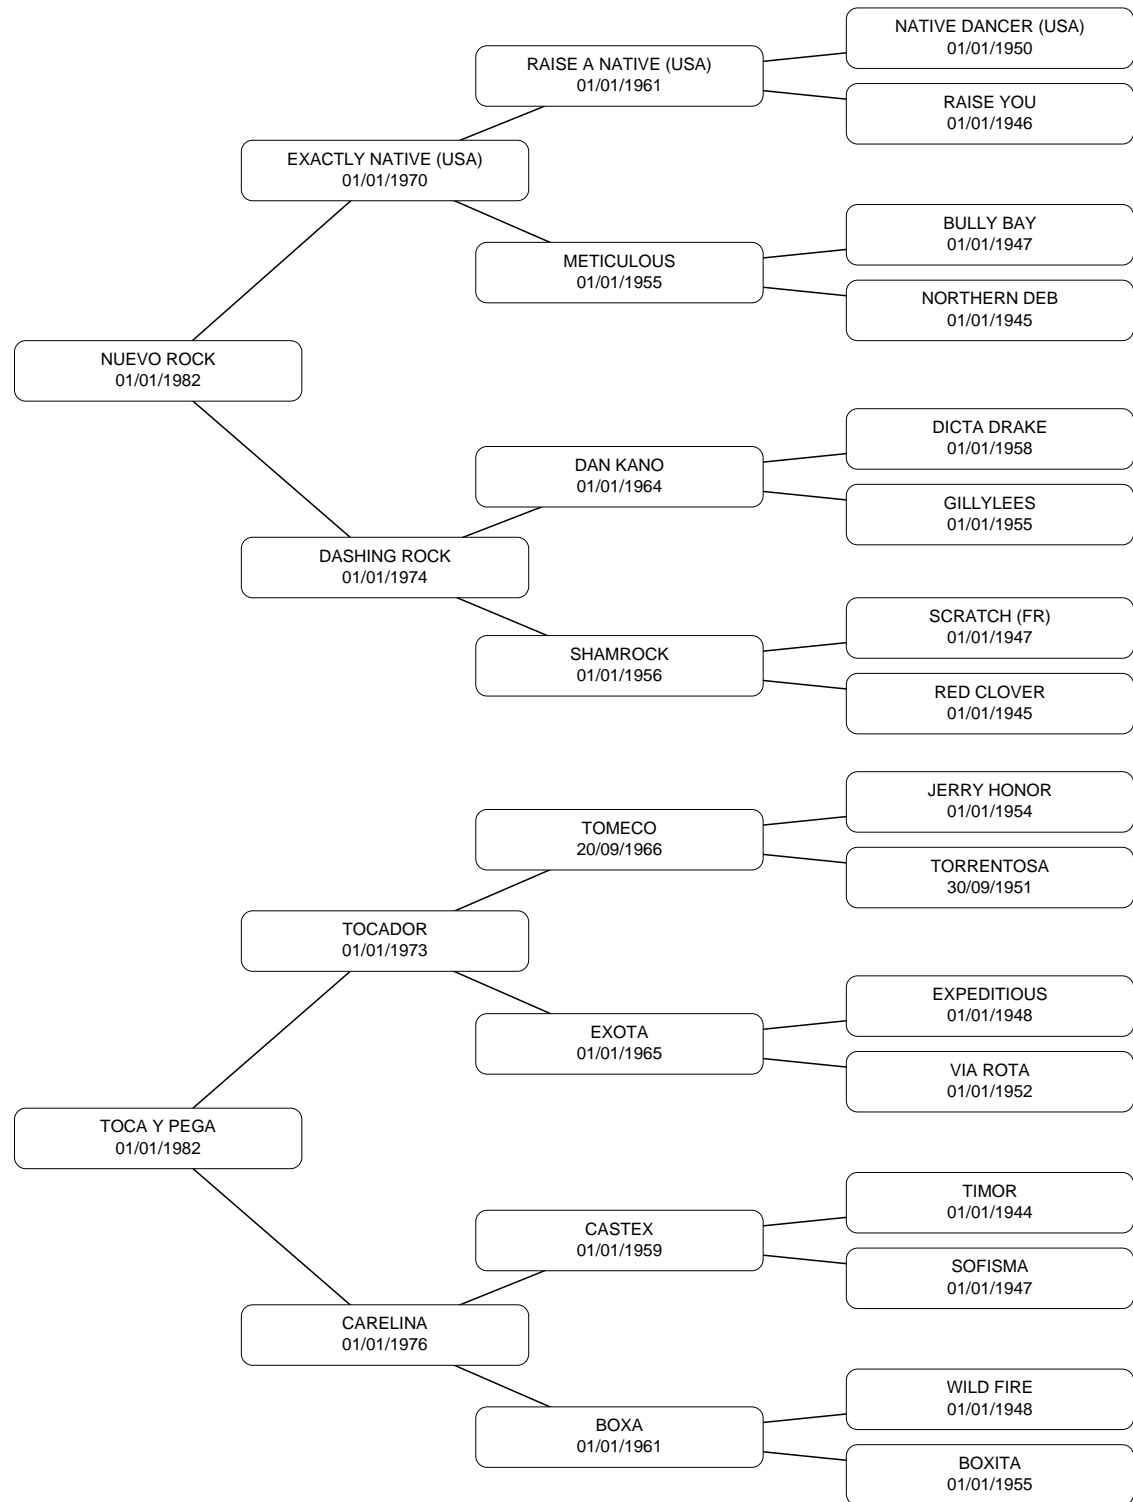 NATIVE DANCER (USA)
01/01/1950
RAISE A NATIVE (USA)
01/01/1961
RAISE YOU
01/01/1946
EXACTLY NATIVE (USA)
01/01/1970
BULLY BAY
01/01/1947
METICULOUS
01/01/1955
NORTHERN DEB
01/01/1945
NUEVO ROCK
01/01/1982
DICTA DRAKE
01/01/1958
DAN KANO
01/01/1964
GILLYLEES
01/01/1955
DASHING ROCK
01/01/1974
SCRATCH (FR)
01/01/1947
SHAMROCK
01/01/1956
RED CLOVER
01/01/1945
JERRY HONOR
01/01/1954
TOMECO
20/09/1966
TORRENTOSA
30/09/1951
TOCADOR
01/01/1973
EXPEDITIOUS
01/01/1948
EXOTA
01/01/1965
VIA ROTA
01/01/1952
TOCA Y PEGA
01/01/1982
TIMOR
01/01/1944
CASTEX
01/01/1959
SOFISMA
01/01/1947
CARELINA
01/01/1976
WILD FIRE
01/01/1948
BOXA
01/01/1961
BOXITA
01/01/1955